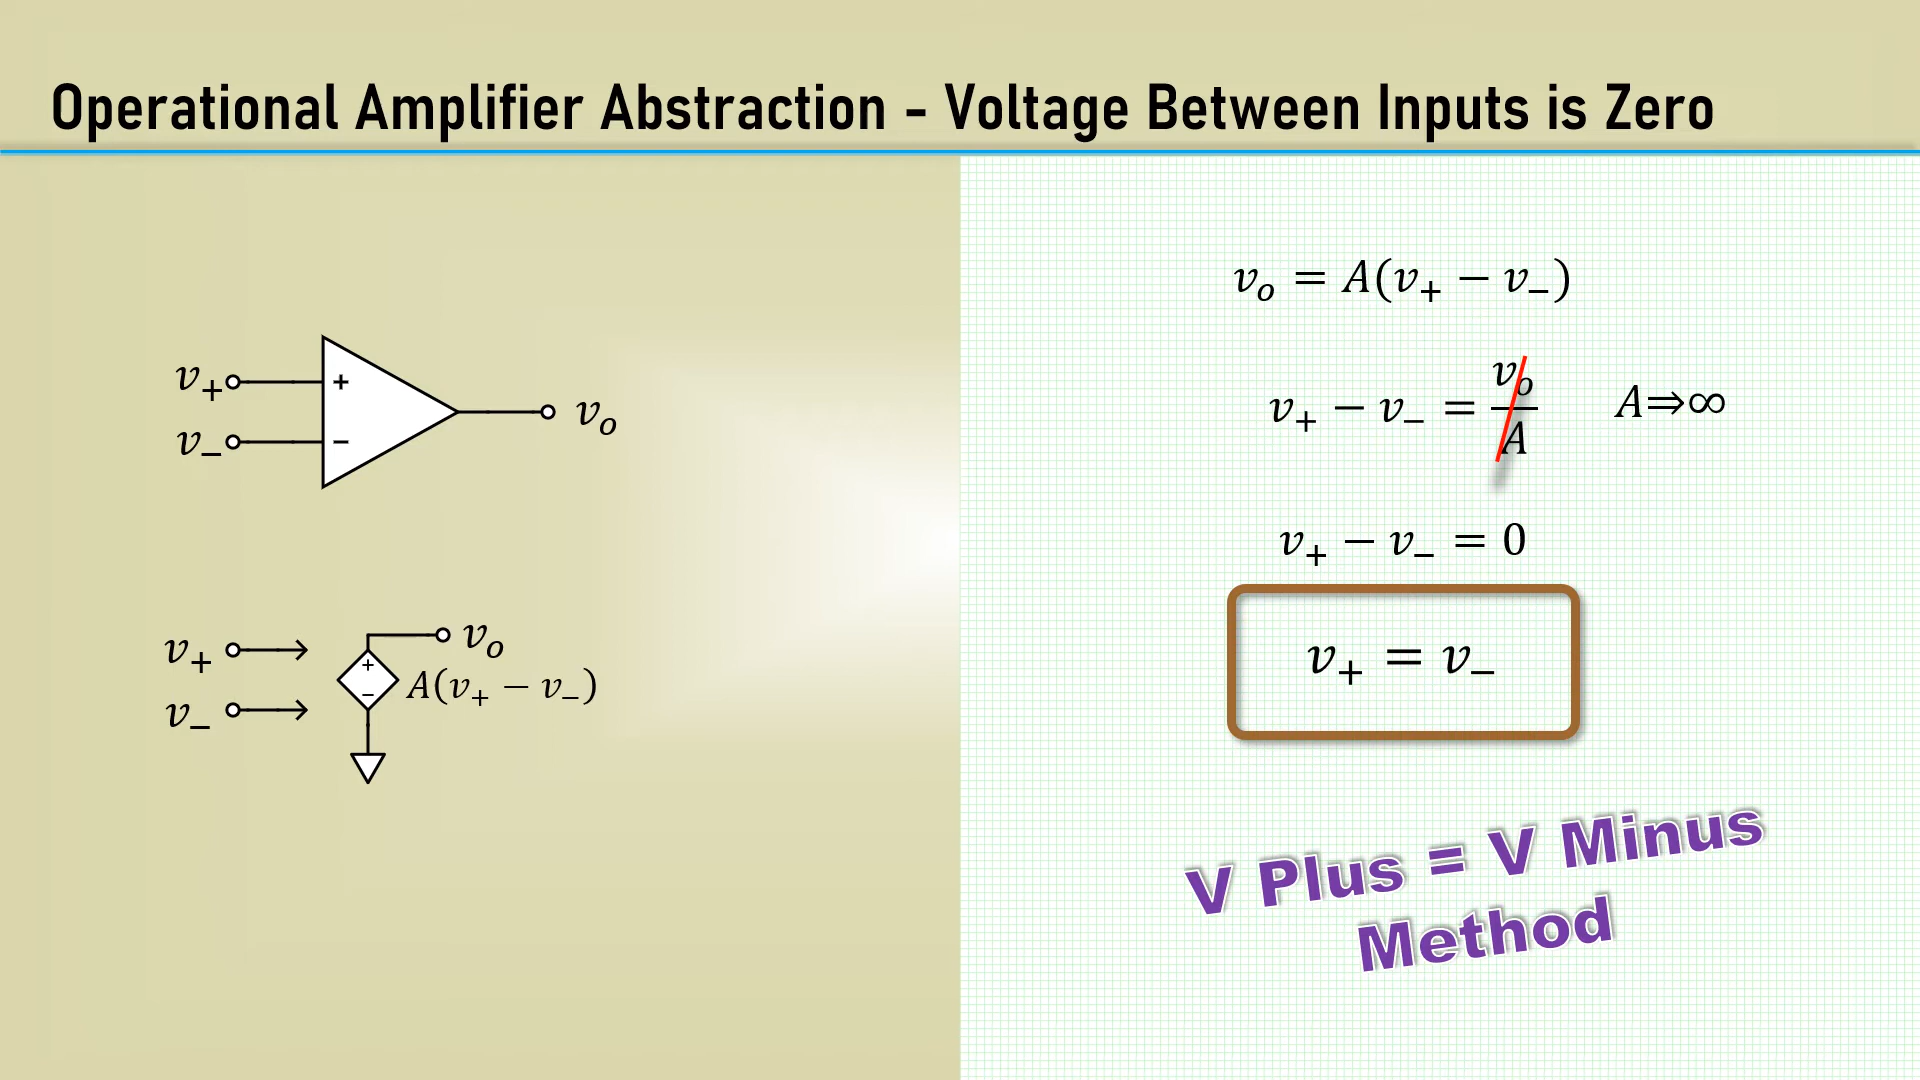 Operational Amplifier Abstraction - Voltage Between Inputs is Zero
v₊
+
v₋
−
vₒ
v₊
v₋
vₒ
+
−
A(v₊ − v₋)
vₒ = A(v₊ − v₋)
v₊ − v₋ = vₒ/A A⇒∞
v₊ − v₋ = 0
v₊ = v₋
V Plus = V Minus
Method